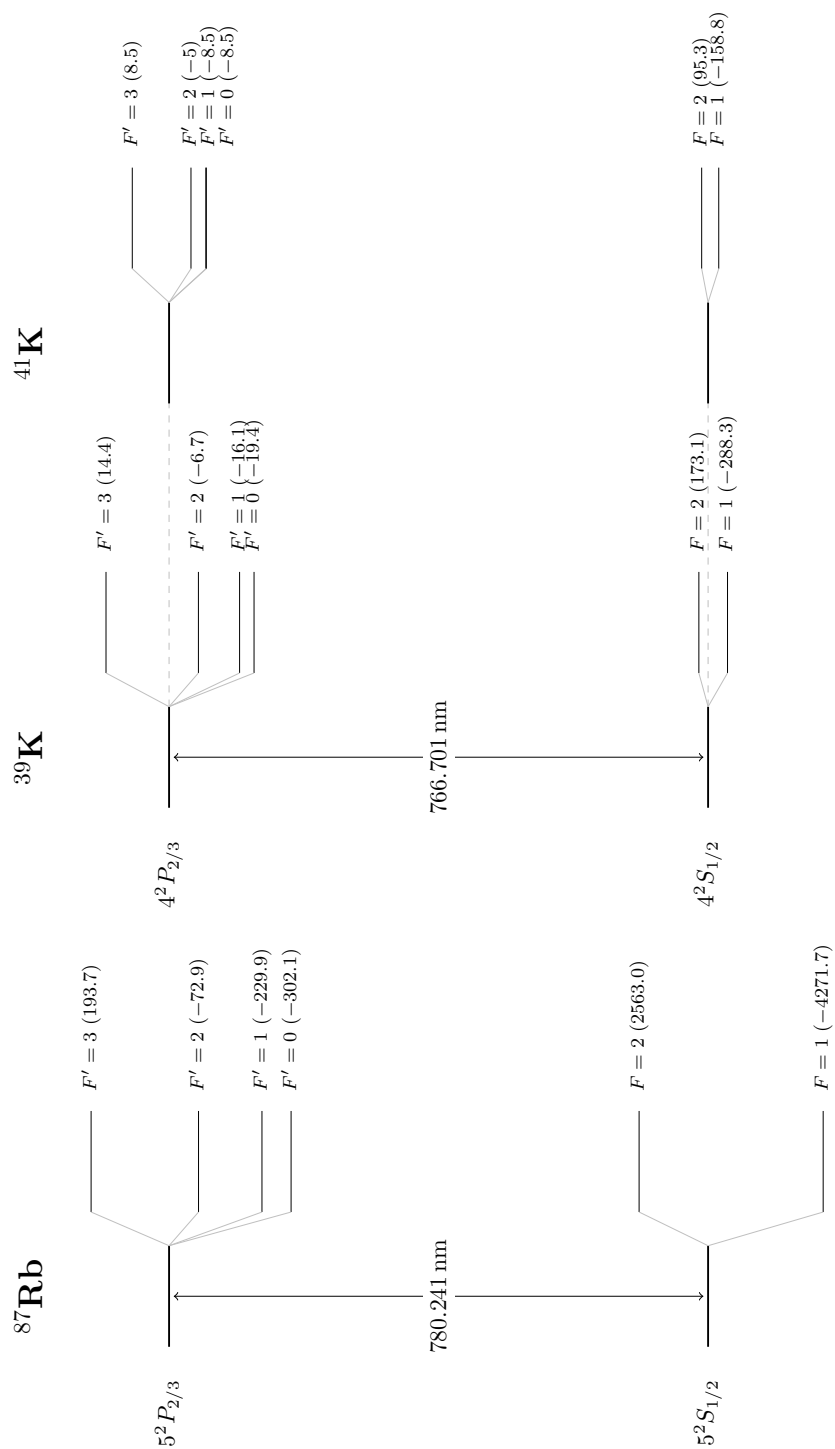 ⁸⁷Rb
5²P₂/₃
F′ = 3 (193.7)
F′ = 2 (−72.9)
F′ = 1 (−229.9)
F′ = 0 (−302.1)
780.241 nm
5²S₁/₂
F = 2 (2563.0)
F = 1 (−4271.7)
³⁹K
4²P₂/₃
F′ = 3 (14.4)
F′ = 2 (−6.7)
F′ = 1 (−16.1)
F′ = 0 (−19.4)
766.701 nm
4²S₁/₂
F = 2 (173.1)
F = 1 (−288.3)
⁴¹K
F′ = 3 (8.5)
F′ = 2 (−5)
F′ = 1 (−8.5)
F′ = 0 (−8.5)
F = 2 (95.3)
F = 1 (−158.8)